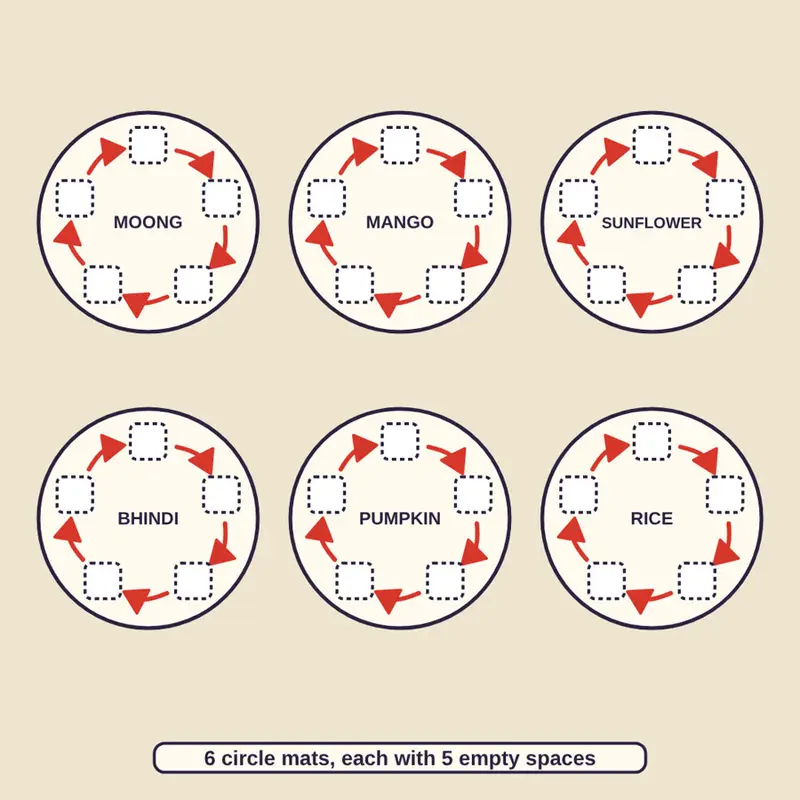 MOONG
MANGO
SUNFLOWER
BHINDI
PUMPKIN
RICE
6 circle mats, each with 5 empty spaces